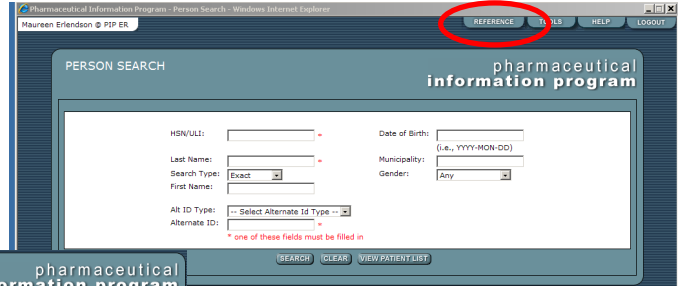 Pharmaceutical Information Program - Person Search - Windows Internet Explorer
Maureen Erlendson @ PIP ER
REFERENCE TOOLS HELP LOGOUT
PERSON SEARCH
pharmaceutical
information program
HSN/ULI: * Date of Birth:
(i.e., YYYY-MON-DD)
Last Name: * Municipality:
Search Type: Exact Gender: Any
First Name:
Alt ID Type: -- Select Alternate Id Type --
Alternate ID: *
* one of these fields must be filled in
SEARCH CLEAR VIEW PATIENT LIST
pharmaceutical
program